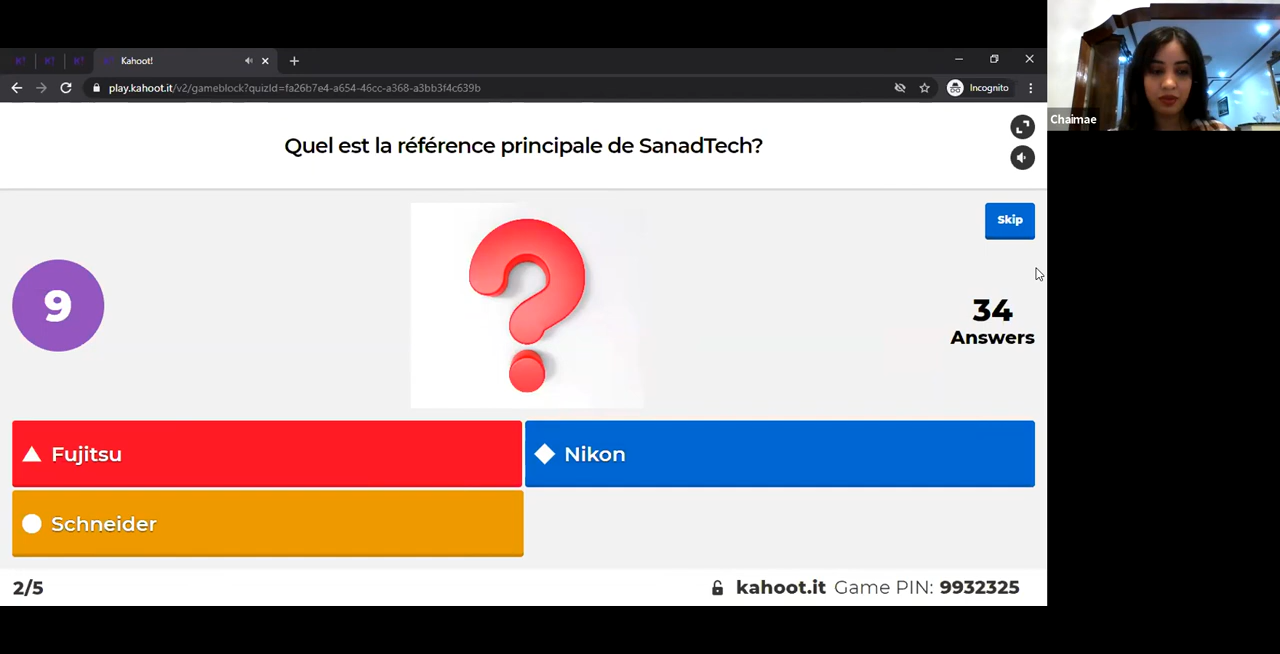 Kahoot!
play.kahoot.it/v2/gameblock?quizId=fa26b7e4-a654-46cc-a368-a3bb3f4c639b
Incognito
Chaimae
Quel est la référence principale de SanadTech?
Skip
9
34
Answers
Fujitsu
Nikon
Schneider
2/5
kahoot.it Game PIN: 9932325